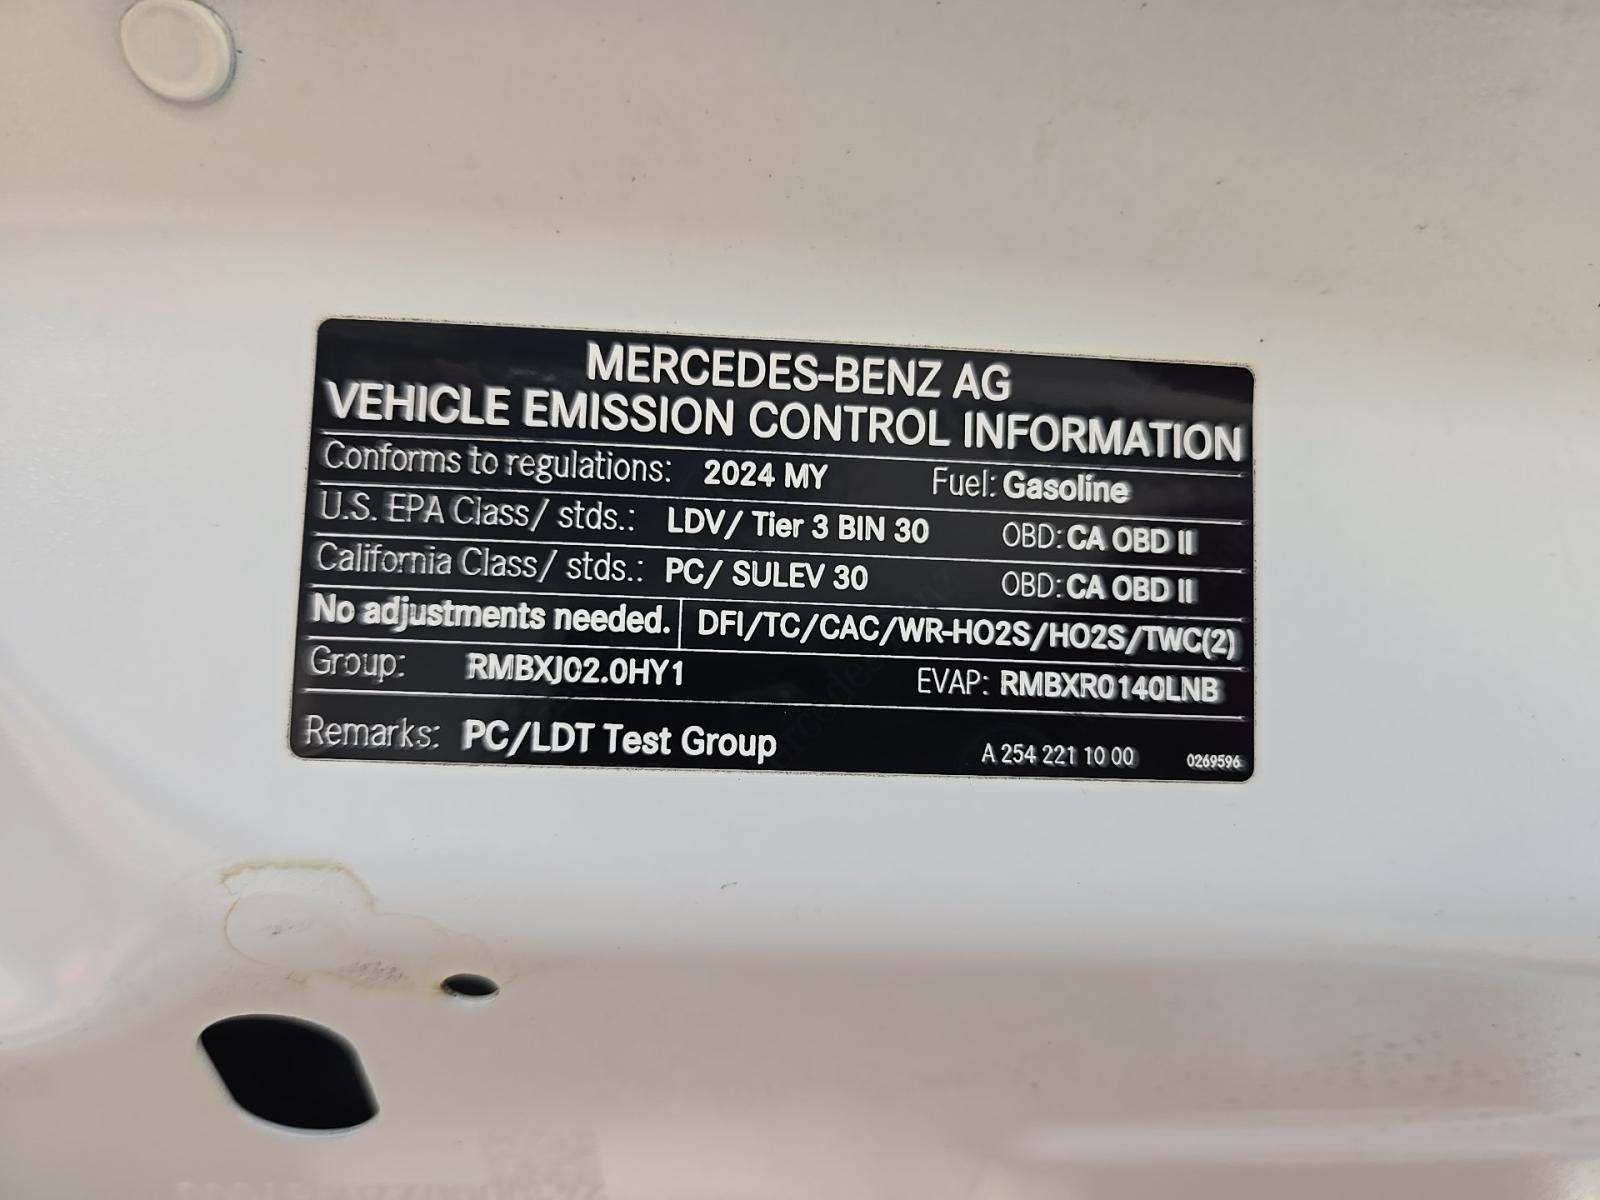 MERCEDES-BENZ AG
VEHICLE EMISSION CONTROL INFORMATION
Conforms to regulations: 2024 MY Fuel: Gasoline
U.S. EPA Class/ stds.: LDV/ Tier 3 BIN 30 OBD: CA OBD II
California Class/ stds.: PC/ SULEV 30 OBD: CA OBD II
No adjustments needed. DFI/TC/CAC/WR-HO2S/HO2S/TWC(2)
Group: RMBXJ02.0HY1 EVAP: RMBXR0140LNB
Remarks: PC/LDT Test Group A 254 221 10 00 0269596